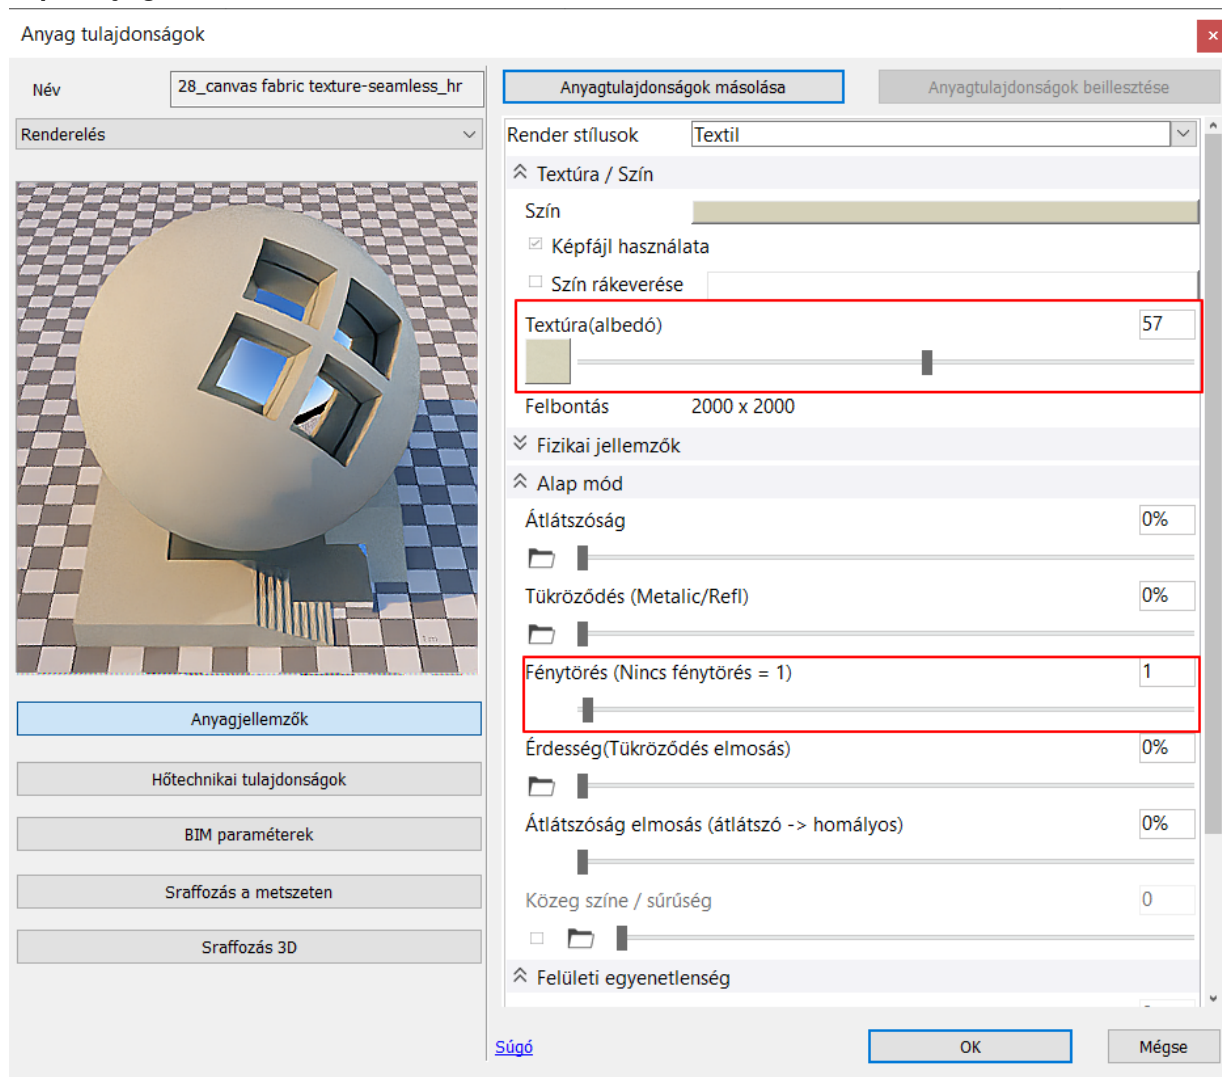 Anyag tulajdonságok
Név
28_canvas fabric texture-seamless_hr
Renderelés
1 m
Anyagjellemzők
Hőtechnikai tulajdonságok
BIM paraméterek
Sraffozás a metszeten
Sraffozás 3D
Anyagtulajdonságok másolása
Anyagtulajdonságok beillesztése
Render stílusok Textil
Textúra / Szín
Szín
Képfájl használata
Szín rákeverése
Textúra(albedó) 57
Felbontás 2000 x 2000
Fizikai jellemzők
Alap mód
Átlátszóság 0%
Tükröződés (Metalic/Refl) 0%
Fénytörés (Nincs fénytörés = 1) 1
Érdesség(Tükröződés elmosás) 0%
Átlátszóság elmosás (átlátszó -> homályos) 0%
Közeg színe / sűrűség 0
Felületi egyenetlenség
Súgó
OK
Mégse